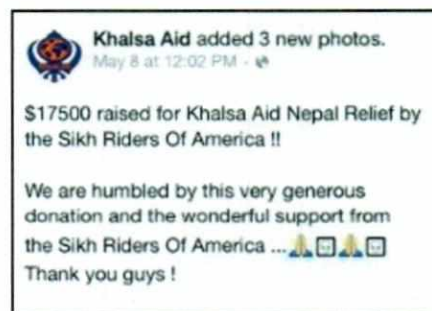 Khalsa Aid added 3 new photos.
May 8 at 12:02 PM ·
$17500 raised for Khalsa Aid Nepal Relief by
the Sikh Riders Of America !!
We are humbled by this very generous
donation and the wonderful support from
the Sikh Riders Of America ...🙏🙏
Thank you guys !